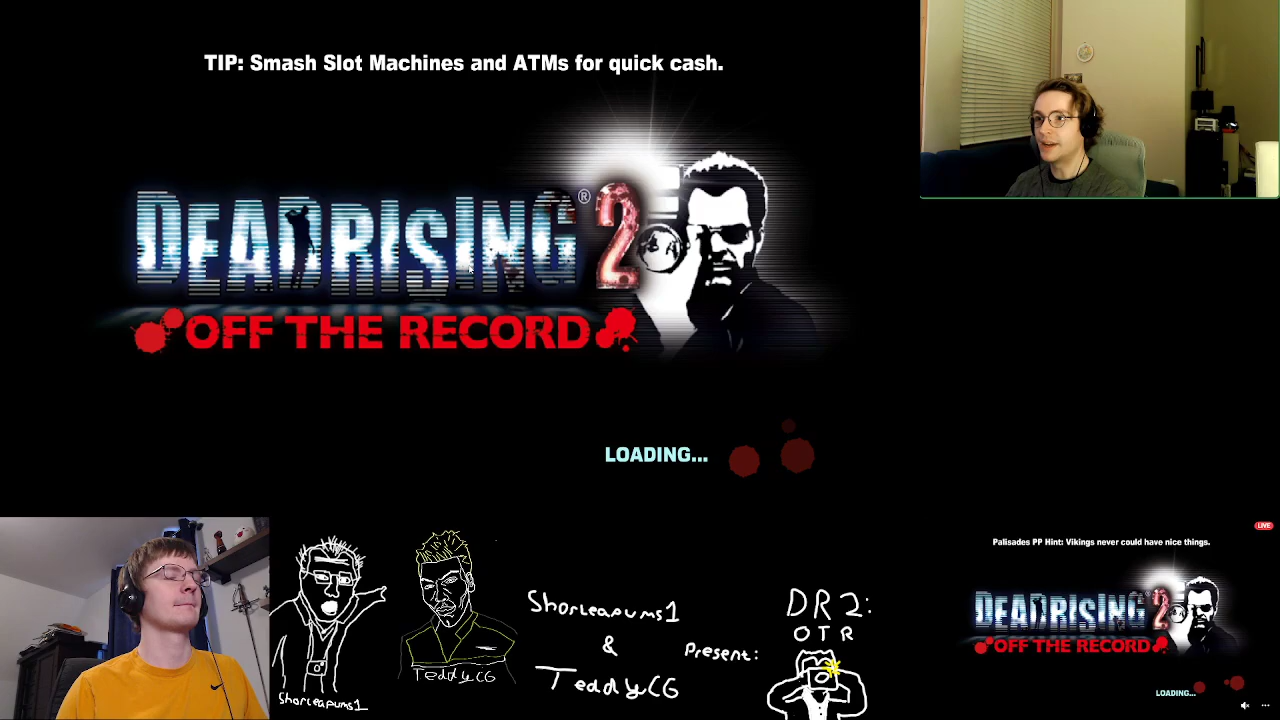 TIP: Smash Slot Machines and ATMs for quick cash.
DEADRISING® 2
OFF THE RECORD
LOADING...
LIVE
Palisades PP Hint: Vikings never could have nice things.
DEADRISING 2
OFF THE RECORD
LOADING...
Shorleapums1
TeddyCG
Shorleapums1
&
TeddyCG
Present:
DR2:
OTR